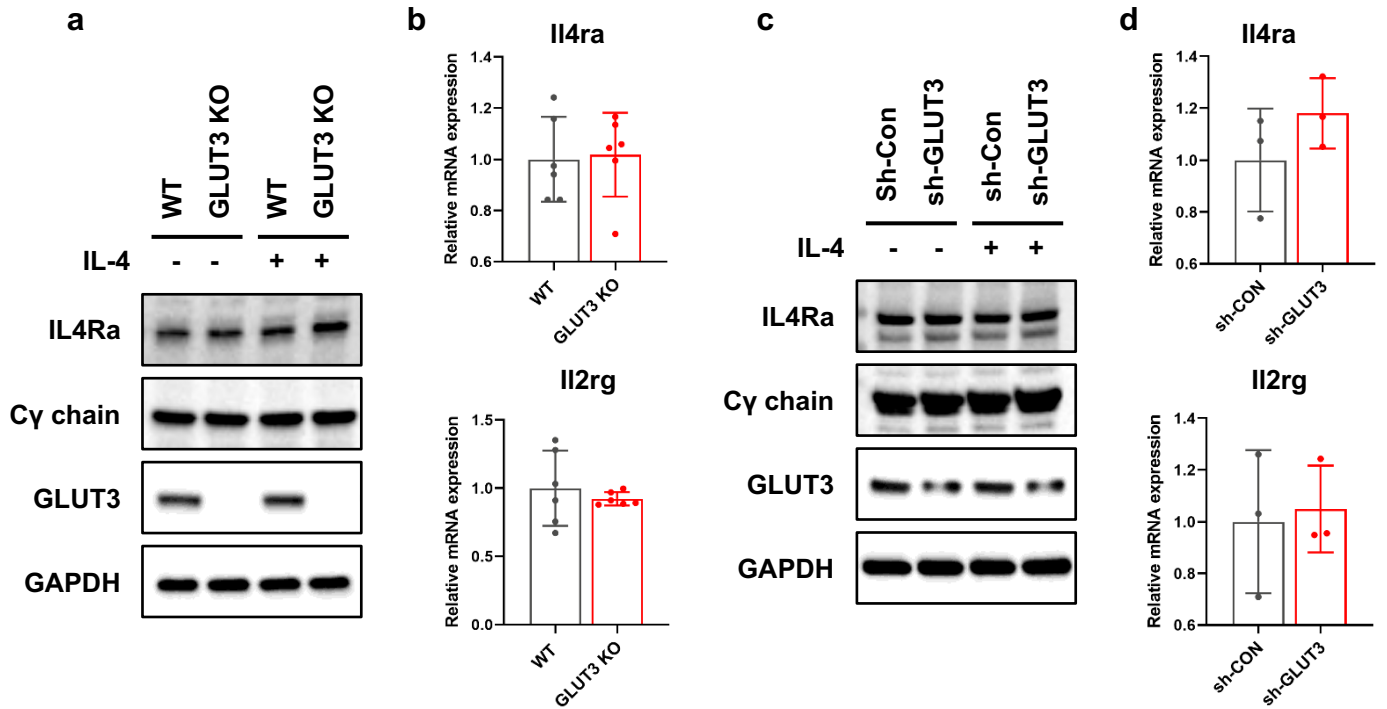 a
WT
GLUT3 KO
WT
GLUT3 KO
IL-4
- - + +
IL4Ra
Cγ chain
GLUT3
GAPDH
b
Il4ra
Relative mRNA expression
1.4
1.2
1.0
0.8
0.6
WT
GLUT3 KO
Il2rg
Relative mRNA expression
1.5
1.0
0.5
0.0
WT
GLUT3 KO
c
Sh-Con
sh-GLUT3
sh-Con
sh-GLUT3
IL-4
- - + +
IL4Ra
Cγ chain
GLUT3
GAPDH
d
Il4ra
Relative mRNA expression
1.4
1.2
1.0
0.8
0.6
sh-CON
sh-GLUT3
Il2rg
Relative mRNA expression
1.4
1.2
1.0
0.8
0.6
sh-CON
sh-GLUT3